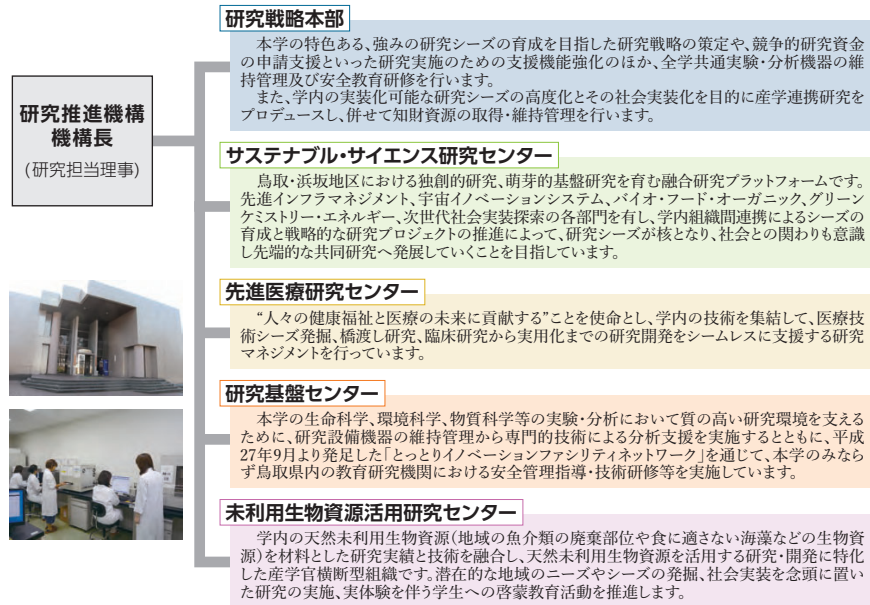 研究推進機構
機構長
(研究担当理事)
研究戦略本部
本学の特色ある、強みの研究シーズの育成を目指した研究戦略の策定や、競争的研究資金
の申請支援といった研究実施のための支援機能強化のほか、全学共通実験・分析機器の維
持管理及び安全教育研修を行います。
また、学内の実装化可能な研究シーズの高度化とその社会実装化を目的に産学連携研究を
プロデュースし、併せて知財資源の取得・維持管理を行います。
サステナブル・サイエンス研究センター
鳥取・浜坂地区における独創的研究、萌芽的基盤研究を育む融合研究プラットフォームです。
先進インフラマネジメント、宇宙イノベーションシステム、バイオ・フード・オーガニック、グリーン
ケミストリー・エネルギー、次世代社会実装探索の各部門を有し、学内組織間連携によるシーズの
育成と戦略的な研究プロジェクトの推進によって、研究シーズが核となり、社会との関わりも意識
し先端的な共同研究へ発展していくことを目指しています。
先進医療研究センター
“人々の健康福祉と医療の未来に貢献する”ことを使命とし、学内の技術を集結して、医療技
術シーズ発掘、橋渡し研究、臨床研究から実用化までの研究開発をシームレスに支援する研究
マネジメントを行っています。
研究基盤センター
本学の生命科学、環境科学、物質科学等の実験・分析において質の高い研究環境を支える
ために、研究設備機器の維持管理から専門的技術による分析支援を実施するとともに、平成
27年9月より発足した「とっとりイノベーションファシリティネットワーク」を通じて、本学のみなら
ず鳥取県内の教育研究機関における安全管理指導・技術研修等を実施しています。
未利用生物資源活用研究センター
学内の天然未利用生物資源(地域の魚介類の廃棄部位や食に適さない海藻などの生物資
源)を材料とした研究実績と技術を融合し、天然未利用生物資源を活用する研究・開発に特化
した産学官横断型組織です。潜在的な地域のニーズやシーズの発掘、社会実装を念頭に置い
た研究の実施、実体験を伴う学生への啓蒙教育活動を推進します。